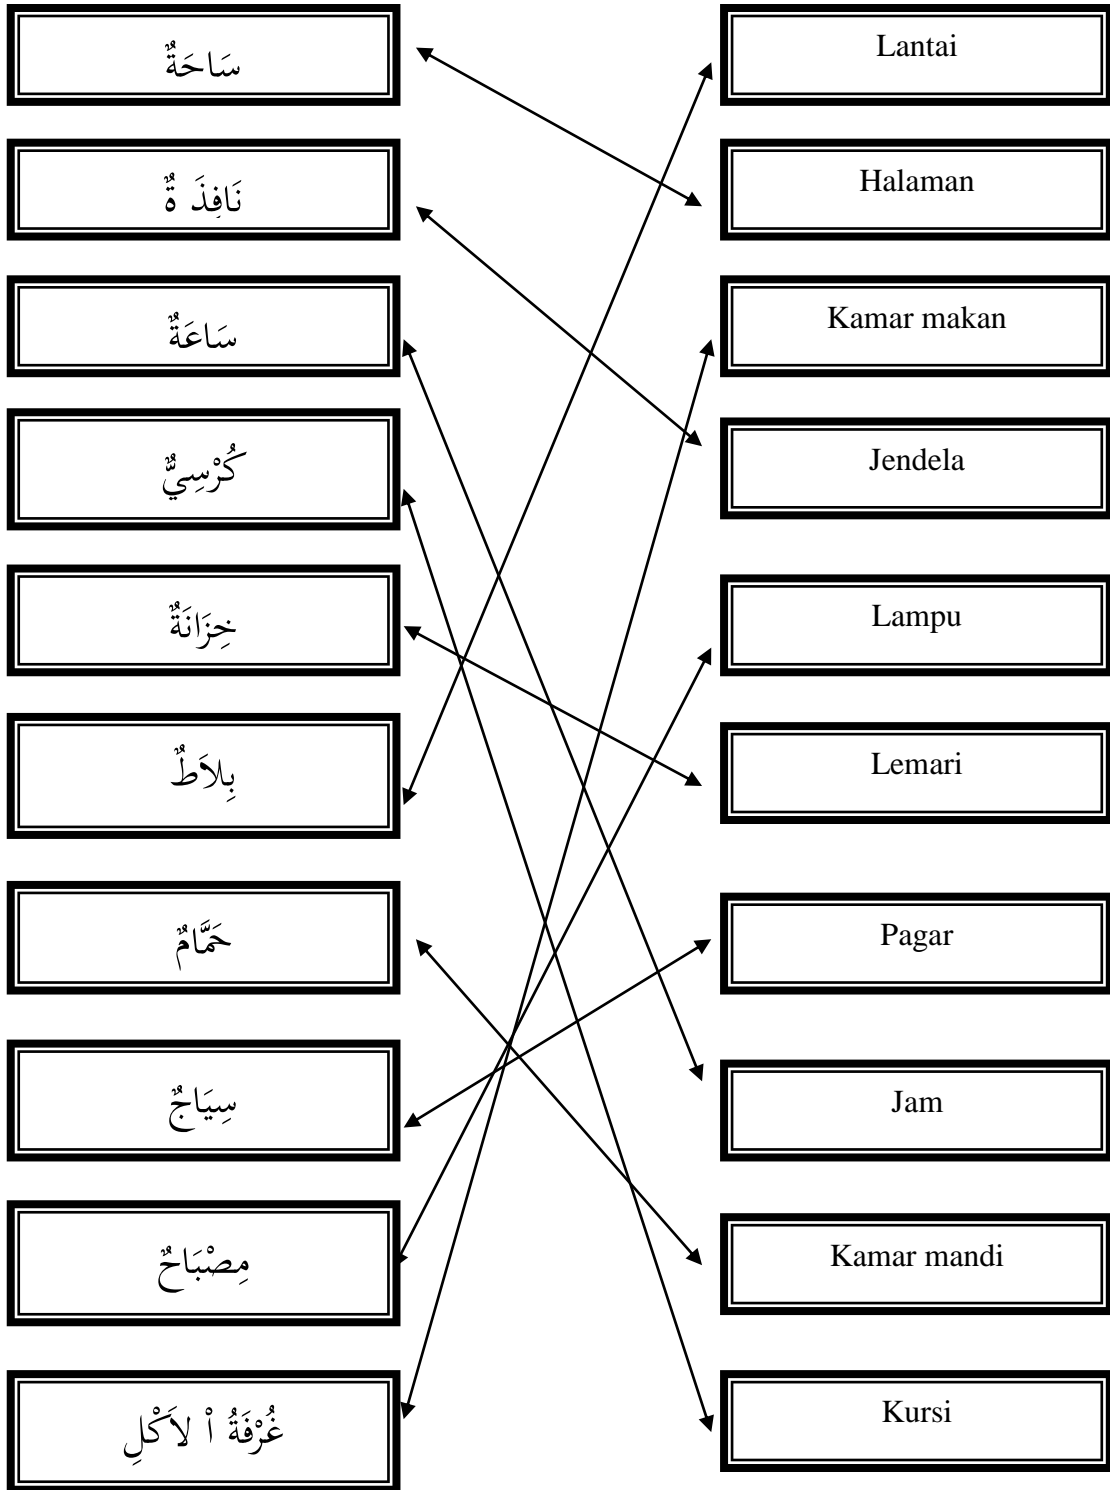 سَاحَةٌ
Lantai
نَافِذَ ةٌ
Halaman
سَاعَةٌ
Kamar makan
كُرْسِيٌّ
Jendela
خِزَانَةٌ
Lampu
بِلاَطٌ
Lemari
حَمَّامٌ
Pagar
سِيَاجٌ
Jam
مِصْبَاحٌ
Kamar mandi
غُرْفَةُ اْ لاَكْلِ
Kursi